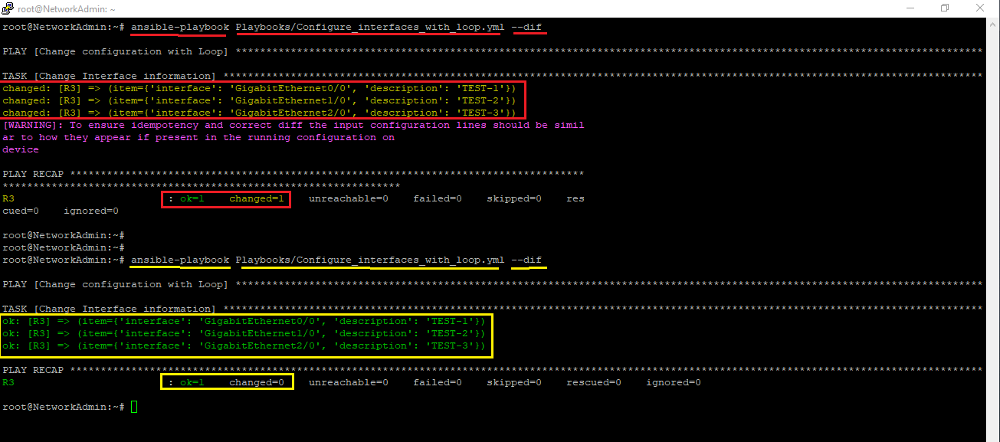 root@NetworkAdmin: ~
root@NetworkAdmin:~# ansible-playbook Playbooks/Configure_interfaces_with_loop.yml --dif
PLAY [Change configuration with Loop] **************************************************************************************************************************
TASK [Change Interface information] ****************************************************************************************************************************
changed: [R3] => (item={'interface': 'GigabitEthernet0/0', 'description': 'TEST-1'})
changed: [R3] => (item={'interface': 'GigabitEthernet1/0', 'description': 'TEST-2'})
changed: [R3] => (item={'interface': 'GigabitEthernet2/0', 'description': 'TEST-3'})
[WARNING]: To ensure idempotency and correct diff the input configuration lines should be simil
ar to how they appear if present in the running configuration on
device
PLAY RECAP ************************************************************************************
*****************************************************************
R3                         : ok=1    changed=1    unreachable=0    failed=0    skipped=0    res
cued=0    ignored=0
root@NetworkAdmin:~#
root@NetworkAdmin:~#
root@NetworkAdmin:~# ansible-playbook Playbooks/Configure_interfaces_with_loop.yml --dif
PLAY [Change configuration with Loop] **************************************************************************************************************************
TASK [Change Interface information] ****************************************************************************************************************************
ok: [R3] => (item={'interface': 'GigabitEthernet0/0', 'description': 'TEST-1'})
ok: [R3] => (item={'interface': 'GigabitEthernet1/0', 'description': 'TEST-2'})
ok: [R3] => (item={'interface': 'GigabitEthernet2/0', 'description': 'TEST-3'})
PLAY RECAP *****************************************************************************************************************************************************
R3                         : ok=1    changed=0    unreachable=0    failed=0    skipped=0    rescued=0    ignored=0
root@NetworkAdmin:~#